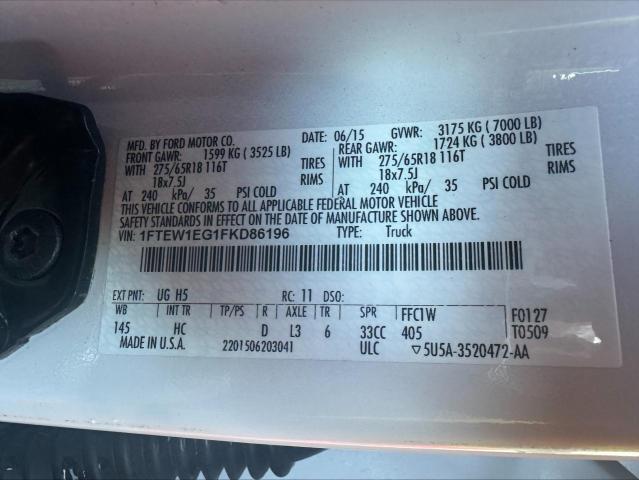 MFD. BY FORD MOTOR CO. DATE: 06/15 GVWR: 3175 KG ( 7000 LB)
FRONT GAWR: 1599 KG ( 3525 LB) REAR GAWR: 1724 KG ( 3800 LB)
WITH 275/65R18 116T TIRES WITH 275/65R18 116T TIRES
18x7.5J RIMS 18x7.5J RIMS
AT 240 kPa/ 35 PSI COLD AT 240 kPa/ 35 PSI COLD
THIS VEHICLE CONFORMS TO ALL APPLICABLE FEDERAL MOTOR VEHICLE
SAFETY STANDARDS IN EFFECT ON THE DATE OF MANUFACTURE SHOWN ABOVE.
VIN: 1FTEW1EG1FKD86196 TYPE: Truck
EXT PNT: UG H5 RC: 11 DSO:
WB INT TR TP/PS R AXLE TR SPR FFC1W F0127
145 HC D L3 6 33CC 405 T0509
MADE IN U.S.A. 2201506203041 ULC ▽5U5A-3520472-AA